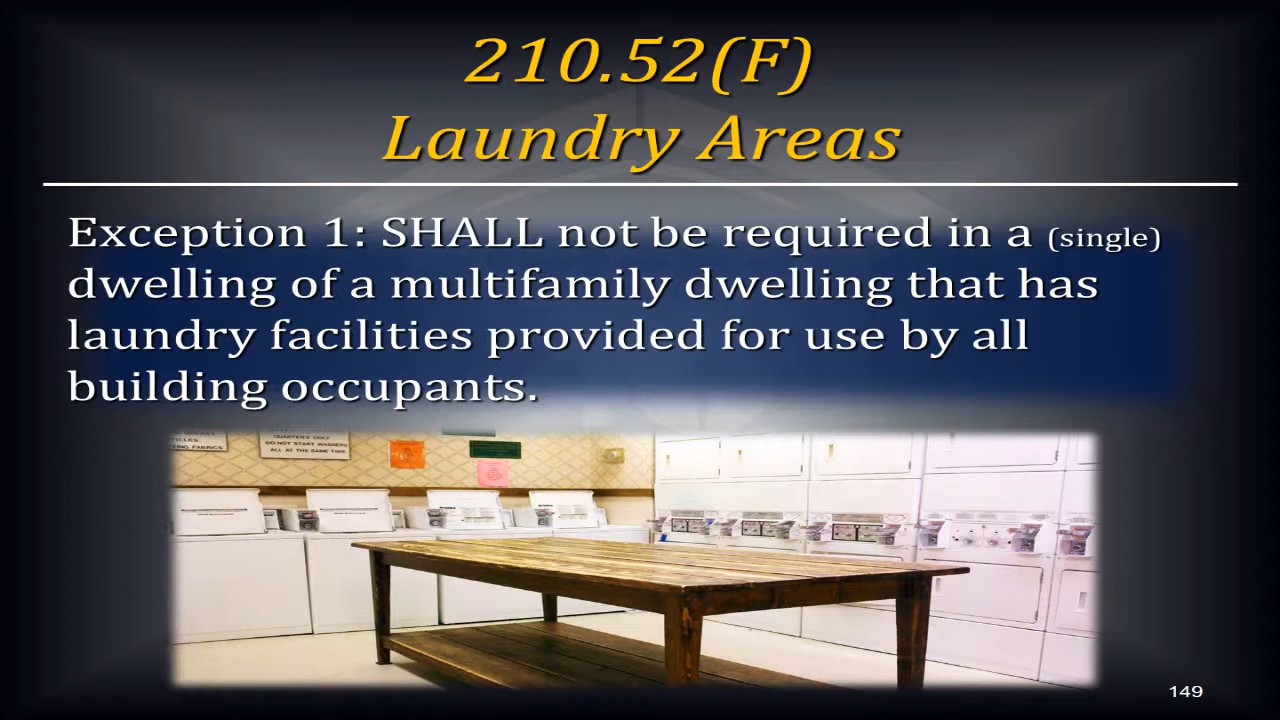 210.52(F)
Laundry Areas
Exception 1: SHALL not be required in a (single)
dwelling of a multifamily dwelling that has
laundry facilities provided for use by all
building occupants.
QUARTERS ONLY
DO NOT START WASHERS
ALL AT THE SAME TIME
149